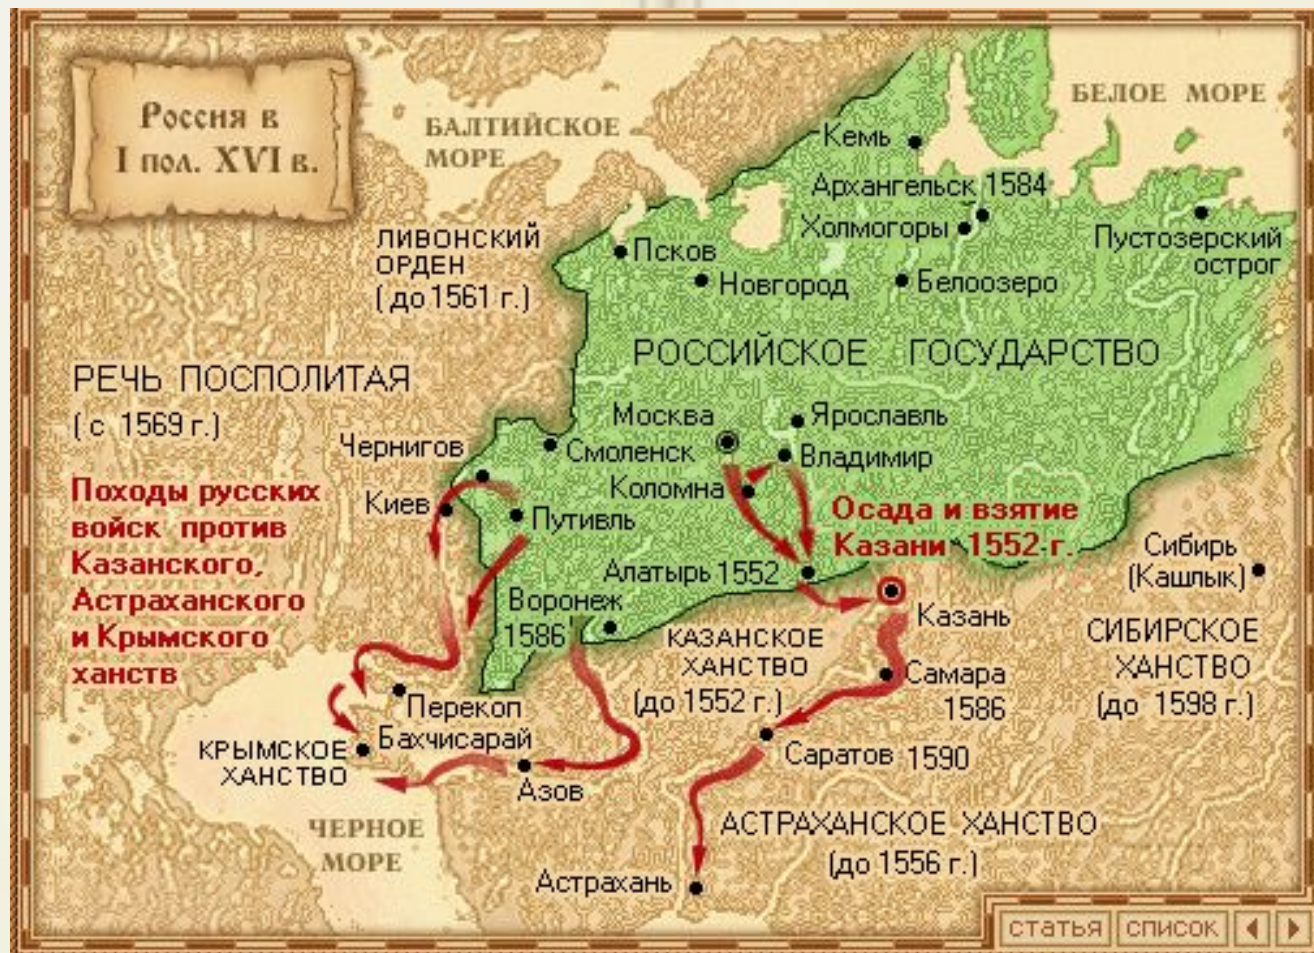 Россия в
I пол. XVI в.
БАЛТИЙСКОЕ
МОРЕ
БЕЛОЕ МОРЕ
Кемь
Архангельск 1584
Холмогоры
Пустозерский
острог
ЛИВОНСКИЙ
ОРДЕН
(до 1561 г.)
Псков
Новгород
Белоозеро
РОССИЙСКОЕ ГОСУДАРСТВО
РЕЧЬ ПОСПОЛИТАЯ
(с 1569 г.)
Москва
Ярославль
Чернигов
Смоленск
Владимир
Походы русских
войск против
Казанского,
Астраханского
и Крымского
ханств
Киев
Путивль
Коломна
Осада и взятие
Казани 1552 г.
Сибирь
(Кашлык)
Алатырь 1552
Воронеж
1586
Казань
КАЗАНСКОЕ
ХАНСТВО
(до 1552 г.)
СИБИРСКОЕ
ХАНСТВО
(до 1598 г.)
Самара
1586
Перекоп
Бахчисарай
КРЫМСКОЕ
ХАНСТВО
Саратов 1590
Азов
ЧЕРНОЕ
МОРЕ
АСТРАХАНСКОЕ ХАНСТВО
(до 1556 г.)
Астрахань
статья список